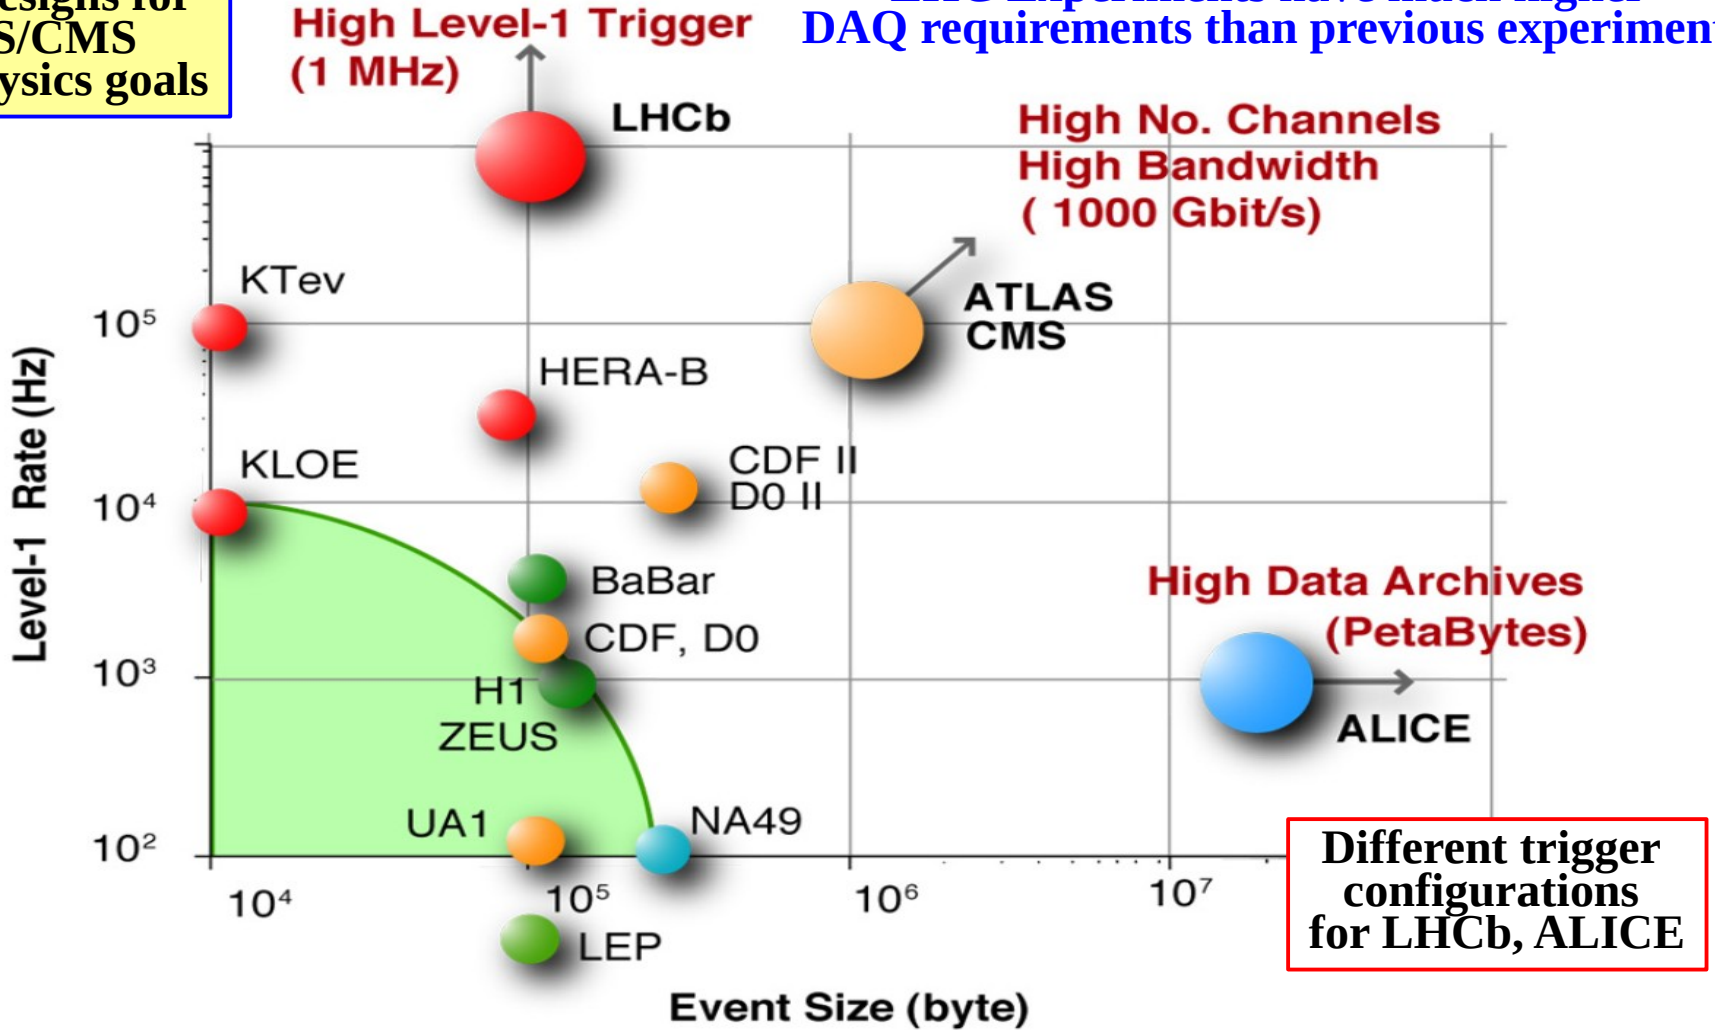 S/CMS
ysics goals
High Level-1 Trigger
(1 MHz)
DAQ requirements than previous experiment
LHCb
High No. Channels
High Bandwidth
( 1000 Gbit/s)
KTev
10⁵
ATLAS
CMS
HERA-B
Level-1 Rate (Hz)
KLOE
CDF II
D0 II
10⁴
BaBar
High Data Archives
(PetaBytes)
CDF, D0
10³
H1
ZEUS
ALICE
UA1
NA49
10²
10⁴
10⁵
10⁶
10⁷
Different trigger
configurations
for LHCb, ALICE
LEP
Event Size (byte)